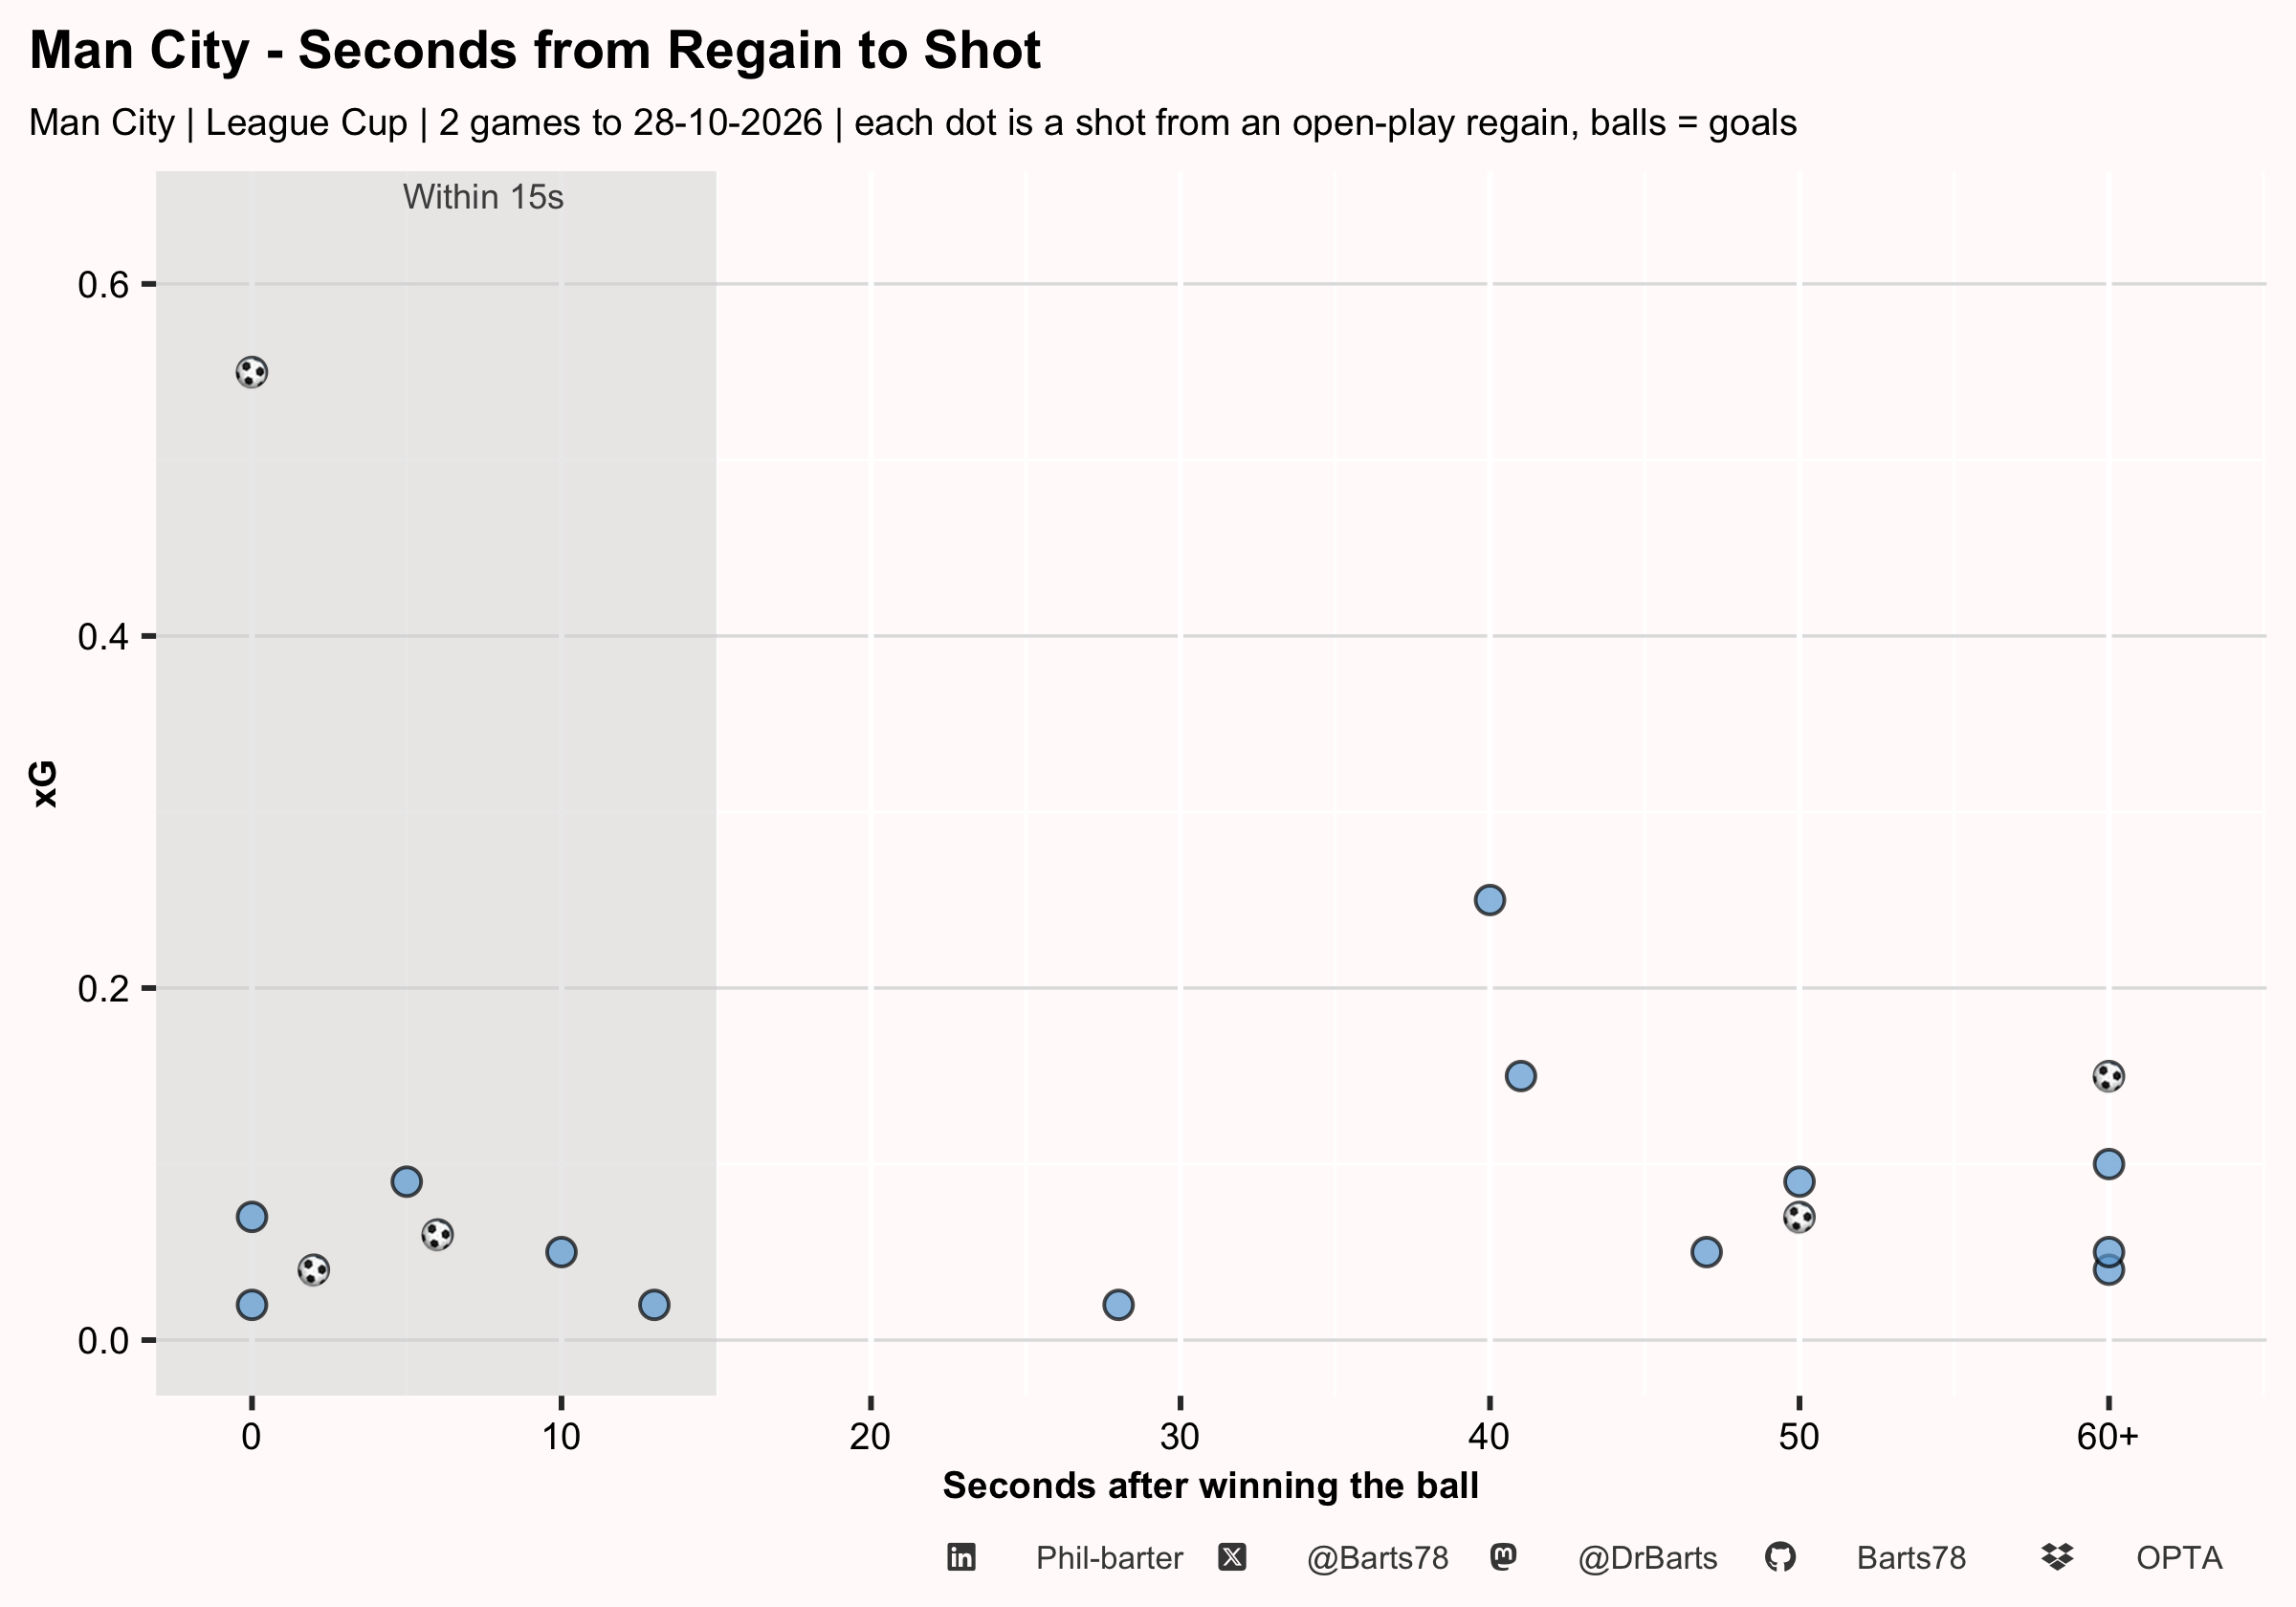 Man City - Seconds from Regain to Shot
Man City | League Cup | 2 games to 28-10-2026 | each dot is a shot from an open-play regain, balls = goals
Within 15s
0.6
0.4
xG
0.2
0.0
0 10 20 30 40 50 60+
Seconds after winning the ball
Phil-barter @Barts78 @DrBarts Barts78 OPTA